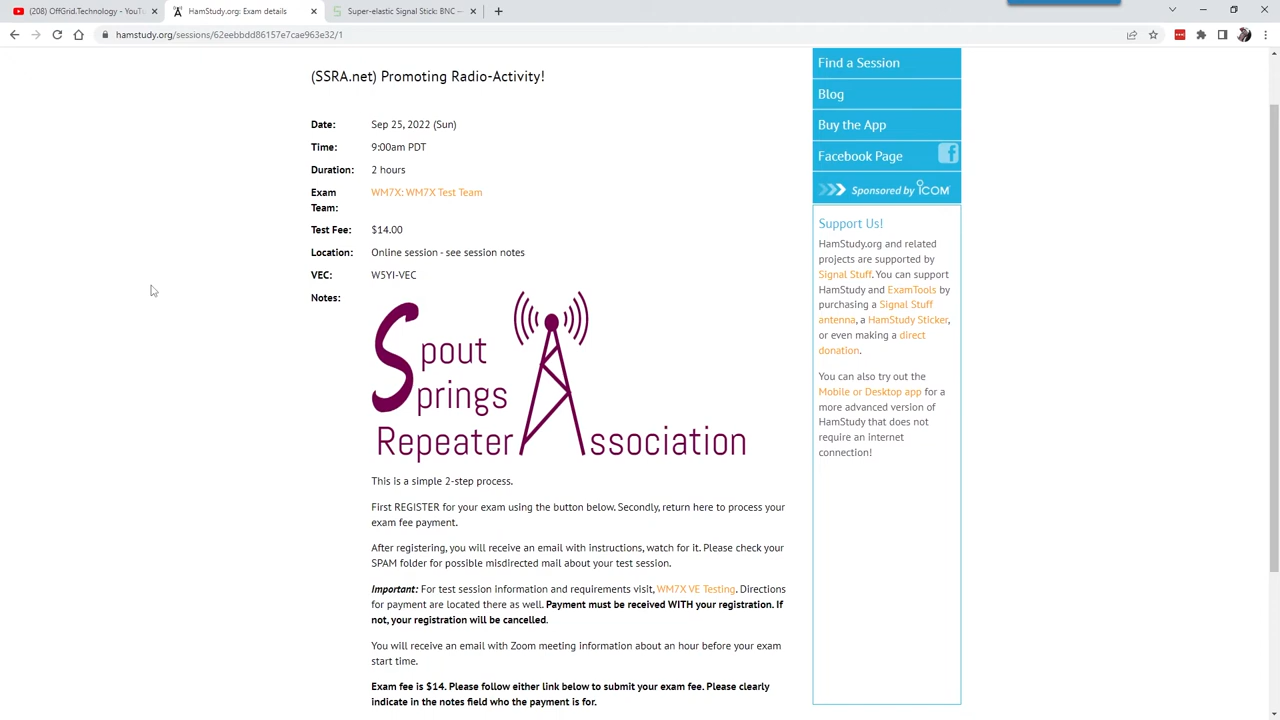 (208) OffGrid.Technology - YouT
HamStudy.org: Exam details
Super-elastic Signal Stick: BNC –
hamstudy.org/sessions/62eebbdd86157e7cae963e32/1
(SSRA.net) Promoting Radio-Activity!
Date: Sep 25, 2022 (Sun)
Time: 9:00am PDT
Duration: 2 hours
Exam Team: WM7X: WM7X Test Team
Test Fee: $14.00
Location: Online session - see session notes
VEC: W5YI-VEC
Notes:
Spout
Springs
Repeater Association
This is a simple 2-step process.
First REGISTER for your exam using the button below. Secondly, return here to process your
exam fee payment.
After registering, you will receive an email with instructions, watch for it. Please check your
SPAM folder for possible misdirected mail about your test session.
Important: For test session information and requirements visit, WM7X VE Testing. Directions
for payment are located there as well. Payment must be received WITH your registration. If
not, your registration will be cancelled.
You will receive an email with Zoom meeting information about an hour before your exam
start time.
Exam fee is $14. Please follow either link below to submit your exam fee. Please clearly
indicate in the notes field who the payment is for.
Find a Session
Blog
Buy the App
Facebook Page
Sponsored by ICOM
Support Us!
HamStudy.org and related
projects are supported by
Signal Stuff. You can support
HamStudy and ExamTools by
purchasing a Signal Stuff
antenna, a HamStudy Sticker,
or even making a direct
donation.
You can also try out the
Mobile or Desktop app for a
more advanced version of
HamStudy that does not
require an internet
connection!